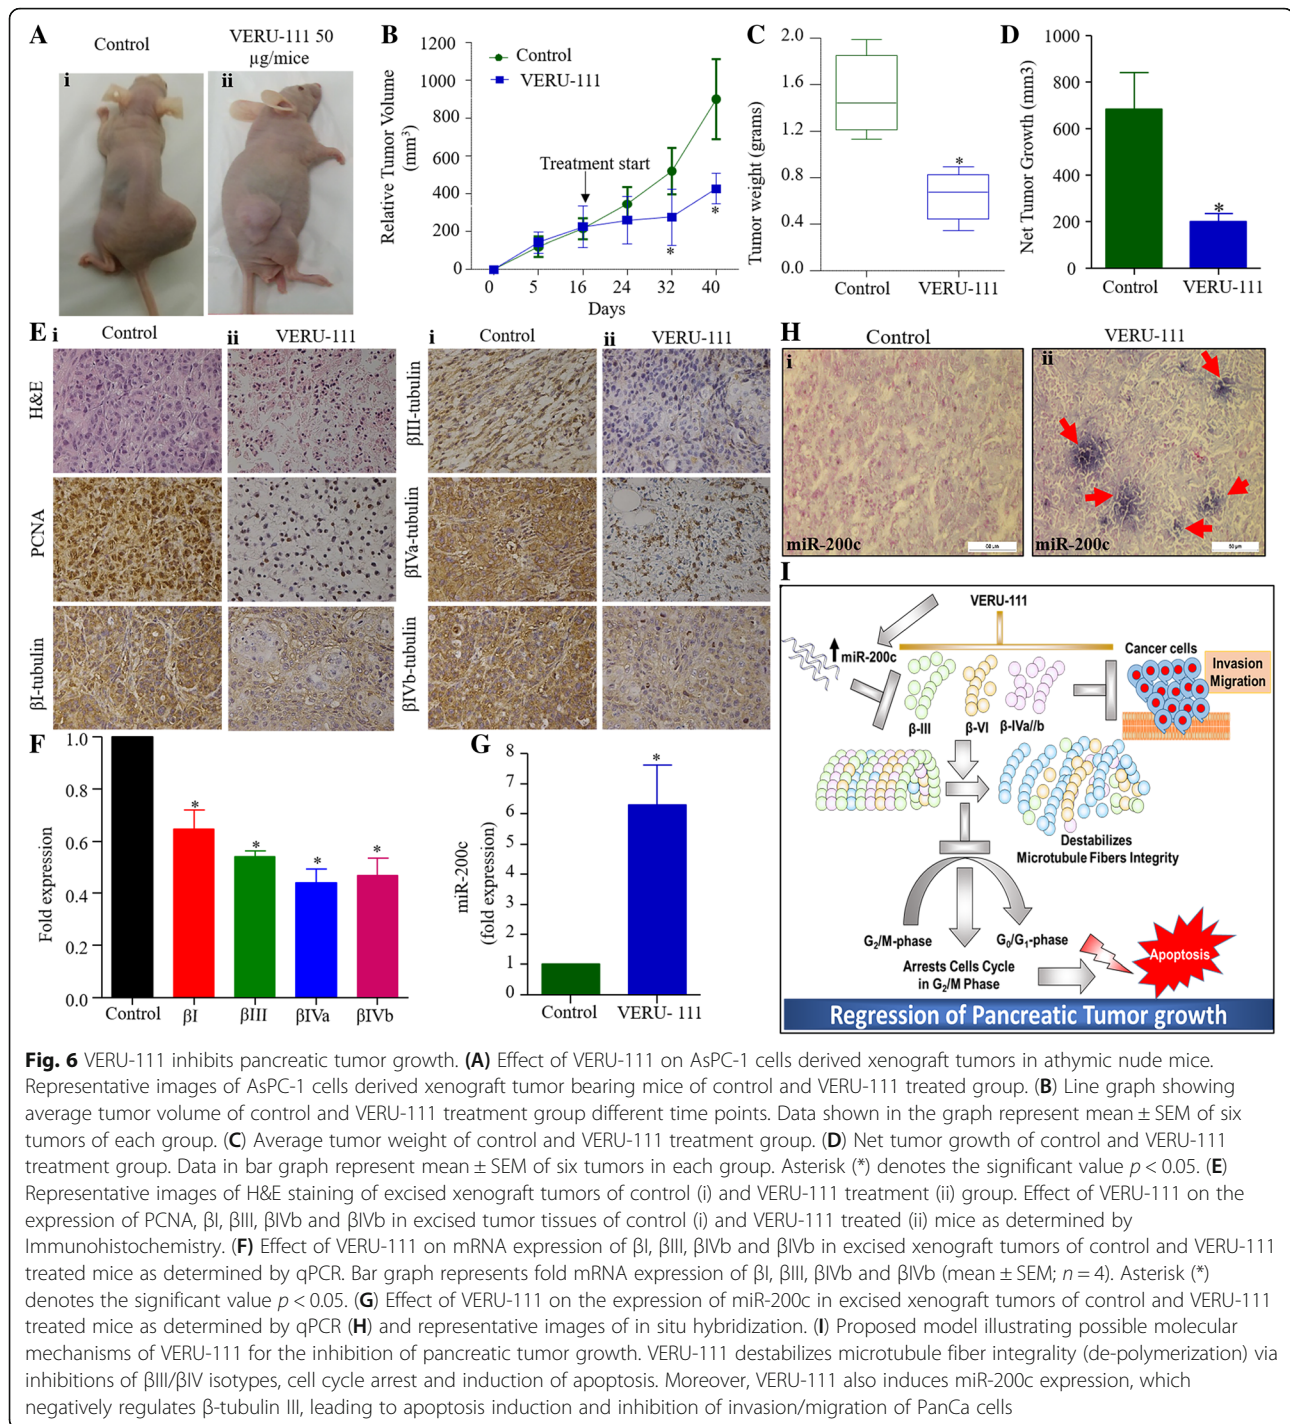 A
Control
VERU-111 50
µg/mice
i
ii
B
1200
1000
800
600
400
200
0
Relative Tumor Volume
(mm³)
Control
VERU-111
Treatment start
*
*
0
5
16
24
32
40
Days
C
2.0
1.6
1.2
0.8
0.4
0.0
Tumor weight (grams)
*
Control
VERU-111
D
1000
800
600
400
200
0
Net Tumor Growth (mm3)
*
Control
VERU-111
E
i
Control
ii
VERU-111
H&E
PCNA
βI-tubulin
i
Control
ii
VERU-111
βIII-tubulin
βIVa-tubulin
βIVb-tubulin
F
1.0
0.8
0.6
0.4
0.2
0.0
Fold expression
*
*
*
*
Control
βI
βIII
βIVa
βIVb
G
8
7
6
5
4
3
2
1
0
miR-200c
(fold expression)
*
Control
VERU- 111
H
Control
VERU-111
i
miR-200c
ii
miR-200c
50 µm
I
VERU-111
miR-200c
Cancer cells
Invasion
Migration
β-III
β-VI
β-IVa//b
Destabilizes
Microtubule Fibers Integrity
G₂/M-phase
G₀/G₁-phase
Arrests Cells Cycle
in G₂/M Phase
Apoptosis
Regression of Pancreatic Tumor growth
Fig. 6 VERU-111 inhibits pancreatic tumor growth. (A) Effect of VERU-111 on AsPC-1 cells derived xenograft tumors in athymic nude mice.
Representative images of AsPC-1 cells derived xenograft tumor bearing mice of control and VERU-111 treated group. (B) Line graph showing
average tumor volume of control and VERU-111 treatment group different time points. Data shown in the graph represent mean ± SEM of six
tumors of each group. (C) Average tumor weight of control and VERU-111 treatment group. (D) Net tumor growth of control and VERU-111
treatment group. Data in bar graph represent mean ± SEM of six tumors in each group. Asterisk (*) denotes the significant value p < 0.05. (E)
Representative images of H&E staining of excised xenograft tumors of control (i) and VERU-111 treatment (ii) group. Effect of VERU-111 on the
expression of PCNA, βI, βIII, βIVb and βIVb in excised tumor tissues of control (i) and VERU-111 treated (ii) mice as determined by
Immunohistochemistry. (F) Effect of VERU-111 on mRNA expression of βI, βIII, βIVb and βIVb in excised xenograft tumors of control and VERU-111
treated mice as determined by qPCR. Bar graph represents fold mRNA expression of βI, βIII, βIVb and βIVb (mean ± SEM; n = 4). Asterisk (*)
denotes the significant value p < 0.05. (G) Effect of VERU-111 on the expression of miR-200c in excised xenograft tumors of control and VERU-111
treated mice as determined by qPCR (H) and representative images of in situ hybridization. (I) Proposed model illustrating possible molecular
mechanisms of VERU-111 for the inhibition of pancreatic tumor growth. VERU-111 destabilizes microtubule fiber integrality (de-polymerization) via
inhibitions of βIII/βIV isotypes, cell cycle arrest and induction of apoptosis. Moreover, VERU-111 also induces miR-200c expression, which
negatively regulates β-tubulin III, leading to apoptosis induction and inhibition of invasion/migration of PanCa cells